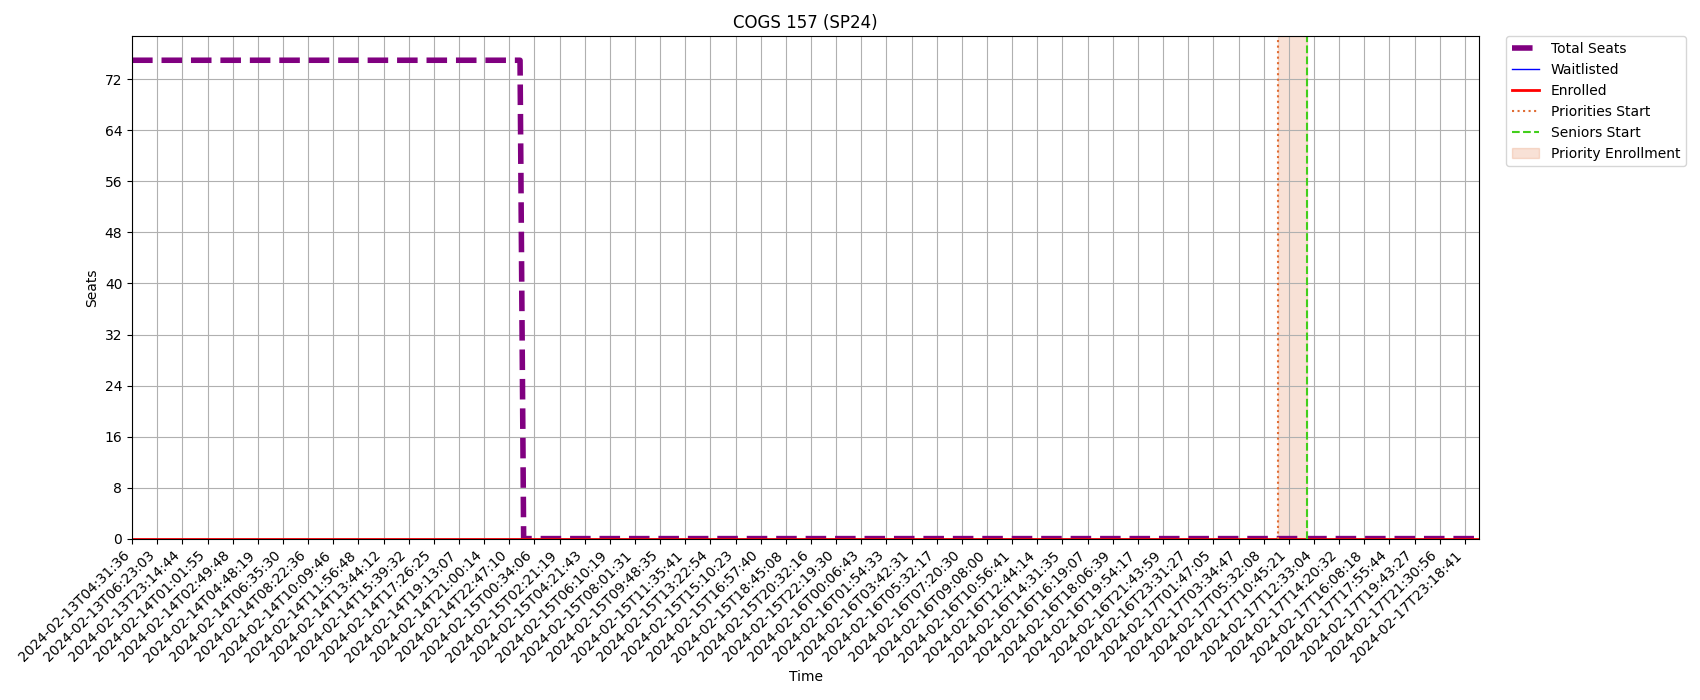 COGS 157 (SP24)
Total Seats
Waitlisted
Enrolled
Priorities Start
Seniors Start
Priority Enrollment
Seats
72
64
56
48
40
32
24
16
8
0
2024-02-13T04:31:36
2024-02-13T06:23:03
2024-02-13T23:14:44
2024-02-14T01:01:55
2024-02-14T02:49:48
2024-02-14T04:48:19
2024-02-14T06:35:30
2024-02-14T08:22:36
2024-02-14T10:09:46
2024-02-14T11:56:48
2024-02-14T13:44:12
2024-02-14T15:39:32
2024-02-14T17:26:25
2024-02-14T19:13:07
2024-02-14T21:00:14
2024-02-14T22:47:10
2024-02-15T00:34:06
2024-02-15T02:21:19
2024-02-15T04:21:43
2024-02-15T06:10:19
2024-02-15T08:01:31
2024-02-15T09:48:35
2024-02-15T11:35:41
2024-02-15T13:22:54
2024-02-15T15:10:23
2024-02-15T16:57:40
2024-02-15T18:45:08
2024-02-15T20:32:16
2024-02-15T22:19:30
2024-02-16T00:06:43
2024-02-16T01:54:33
2024-02-16T03:42:31
2024-02-16T05:32:17
2024-02-16T07:20:30
2024-02-16T09:08:00
2024-02-16T10:56:41
2024-02-16T12:44:14
2024-02-16T14:31:35
2024-02-16T16:19:07
2024-02-16T18:06:39
2024-02-16T19:54:17
2024-02-16T21:43:59
2024-02-16T23:31:27
2024-02-17T01:47:05
2024-02-17T03:34:47
2024-02-17T05:32:08
2024-02-17T10:45:21
2024-02-17T12:33:04
2024-02-17T14:20:32
2024-02-17T16:08:18
2024-02-17T17:55:44
2024-02-17T19:43:27
2024-02-17T21:30:56
2024-02-17T23:18:41
Time